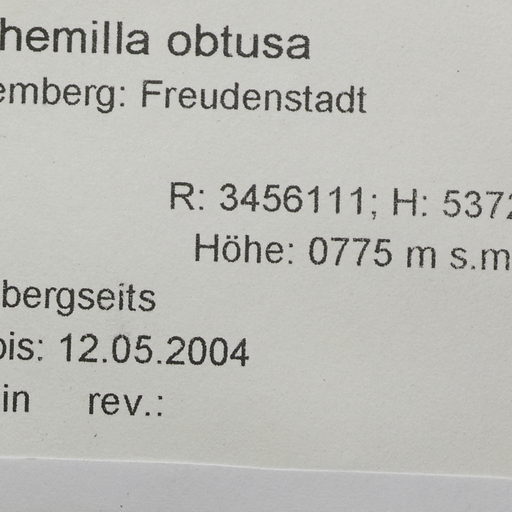 hemilla obtusa
emberg: Freudenstadt
R: 3456111; H: 5372
Höhe: 0775 m s.m
bergseits
bis: 12.05.2004
in rev.: